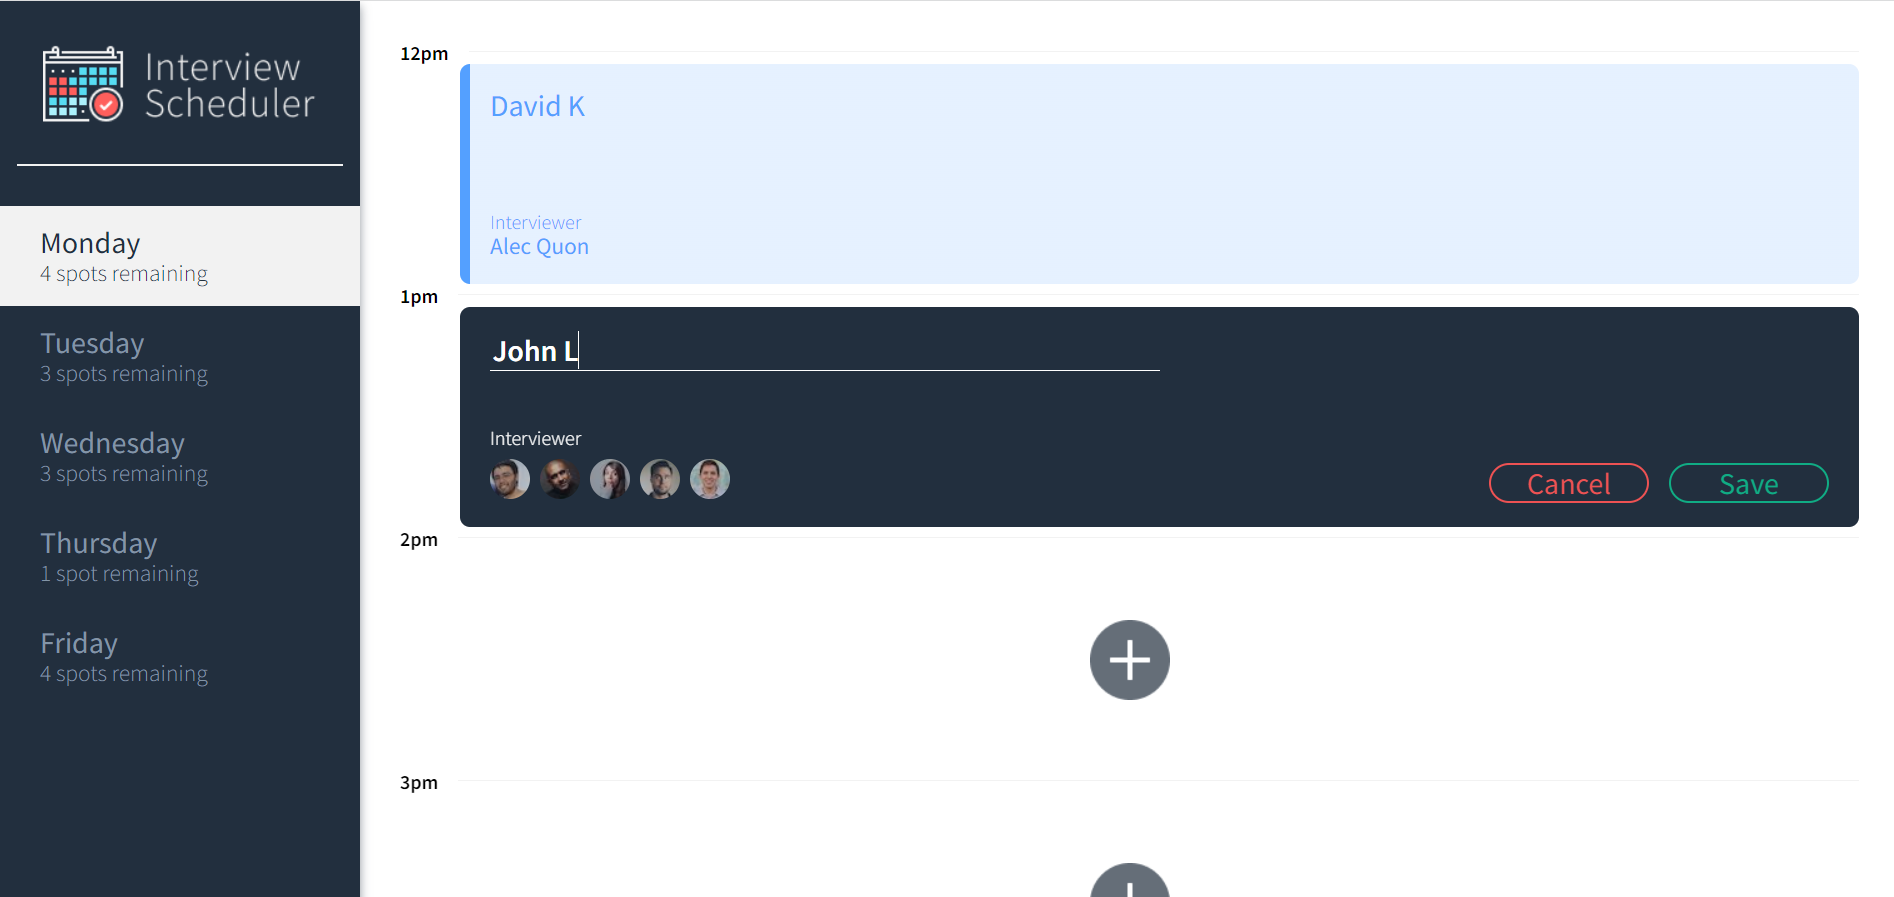 Interview
Scheduler
Monday
4 spots remaining
Tuesday
3 spots remaining
Wednesday
3 spots remaining
Thursday
1 spot remaining
Friday
4 spots remaining
12pm
David K
Interviewer
Alec Quon
1pm
John L
Interviewer
Cancel
Save
2pm
3pm